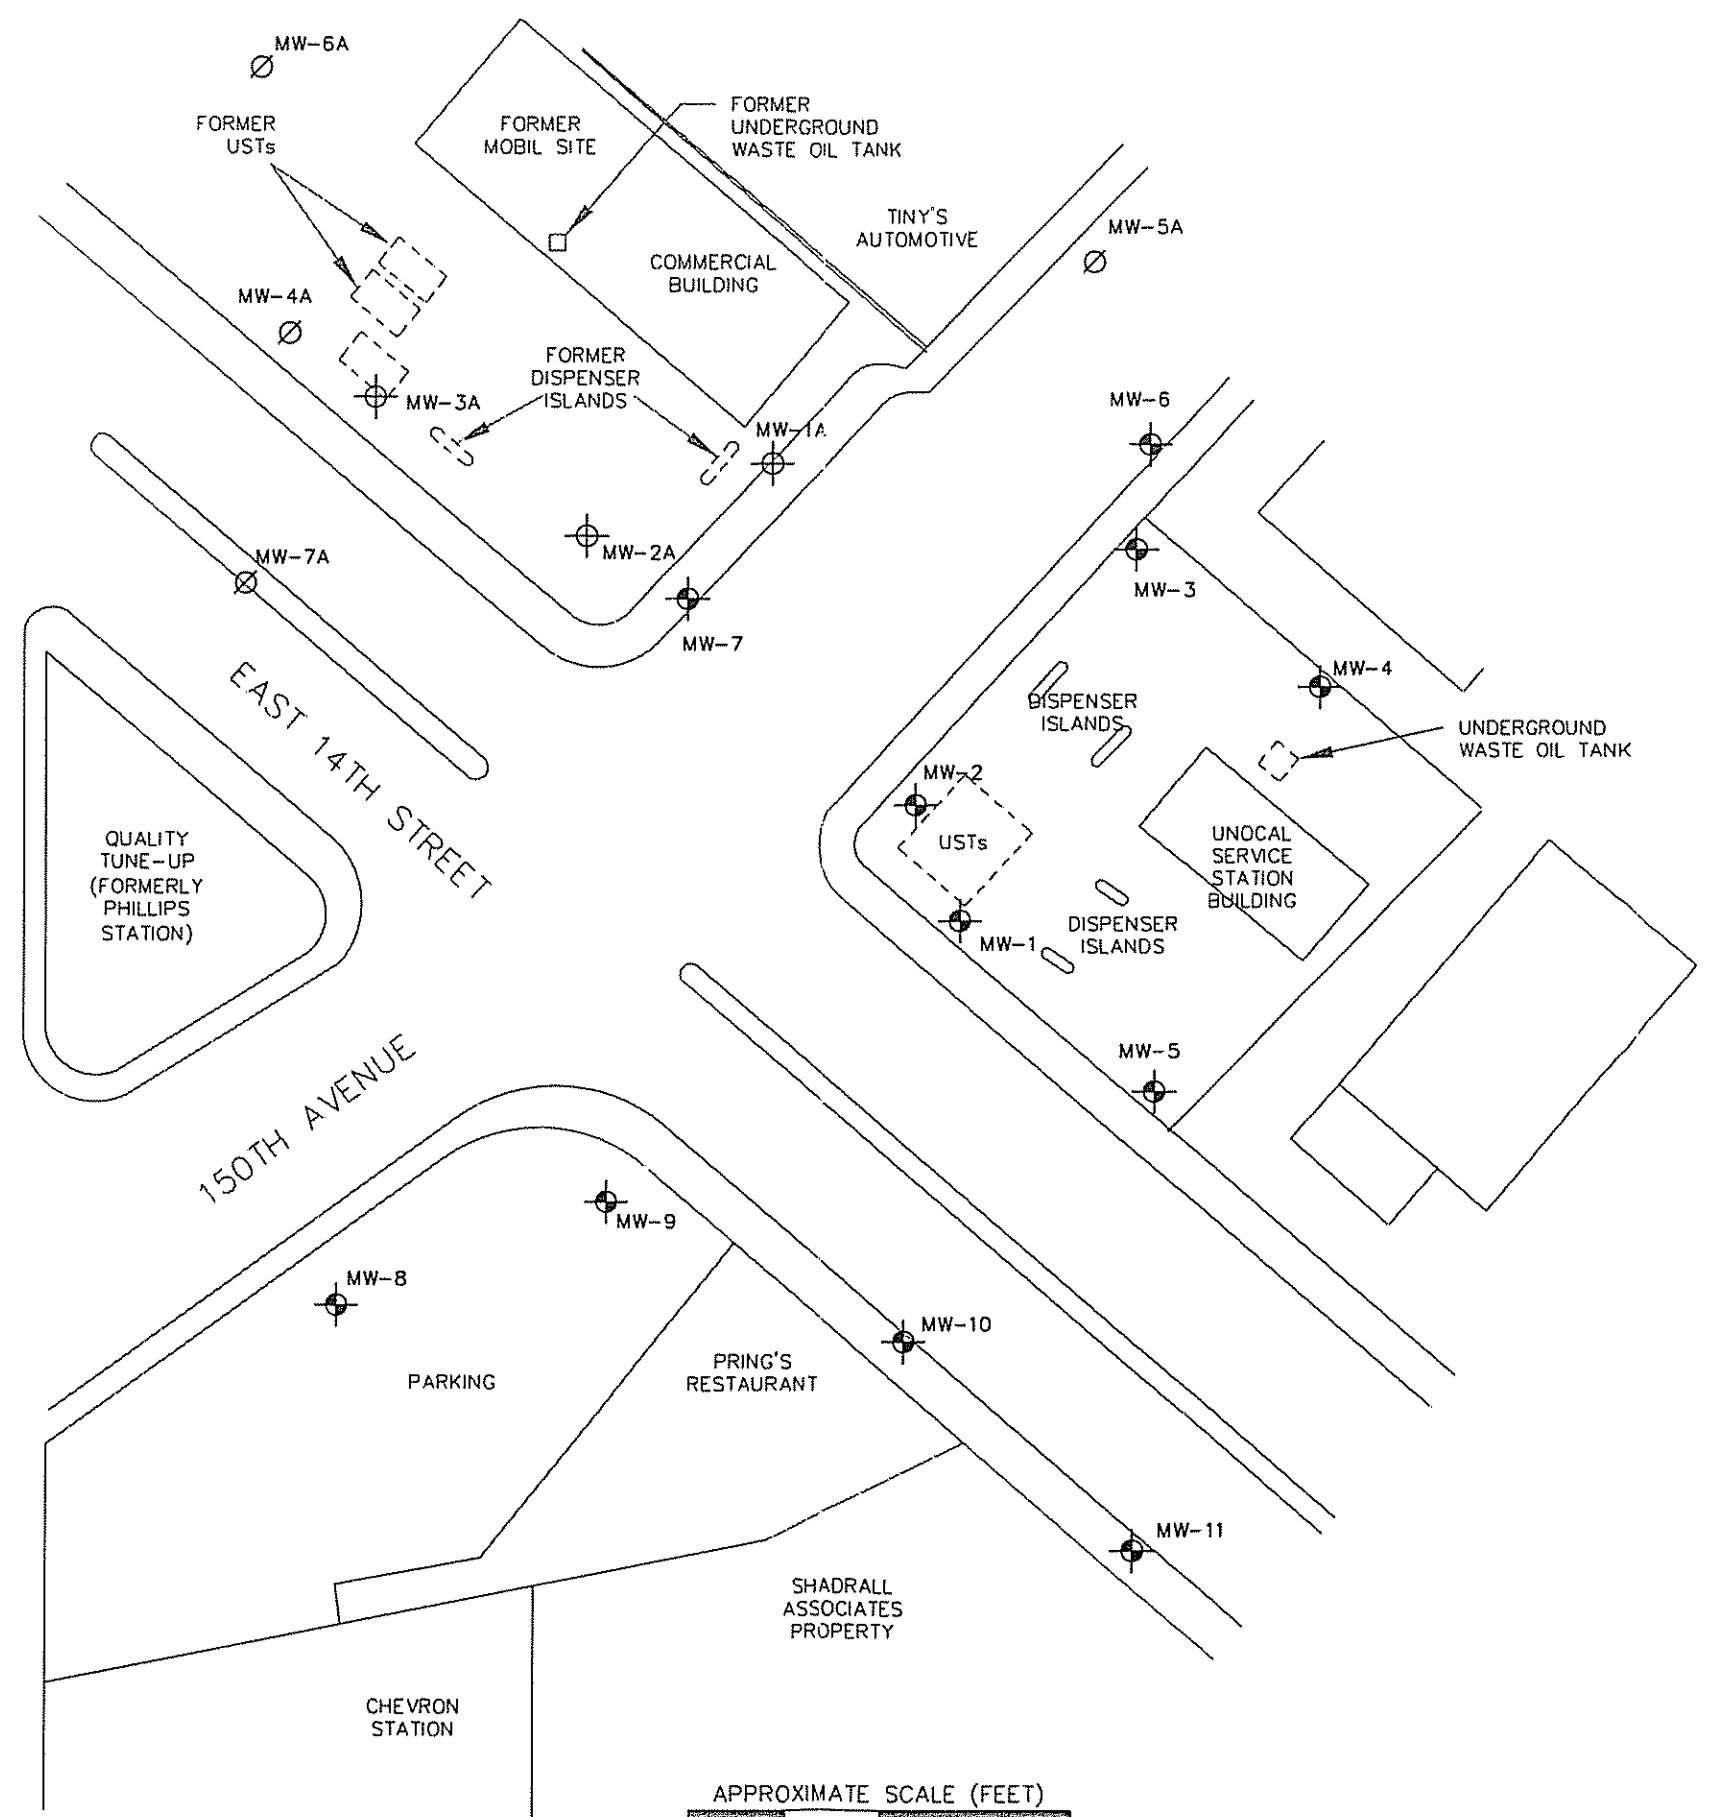 MW-6A
FORMER
USTs
FORMER
MOBIL SITE
FORMER
UNDERGROUND
WASTE OIL TANK
TINY'S
AUTOMOTIVE
MW-5A
COMMERCIAL
BUILDING
MW-4A
FORMER
DISPENSER
ISLANDS
MW-3A
MW-1A
MW-6
MW-2A
MW-7A
MW-3
MW-7
MW-4
EAST 14TH STREET
DISPENSER
ISLANDS
UNDERGROUND
WASTE OIL TANK
MW-2
USTs
QUALITY
TUNE-UP
(FORMERLY
PHILLIPS
STATION)
UNOCAL
SERVICE
STATION
BUILDING
MW-1
DISPENSER
ISLANDS
MW-5
150TH AVENUE
MW-9
MW-8
MW-10
PARKING
PRING'S
RESTAURANT
MW-11
SHADRALL
ASSOCIATES
PROPERTY
CHEVRON
STATION
APPROXIMATE SCALE (FEET)